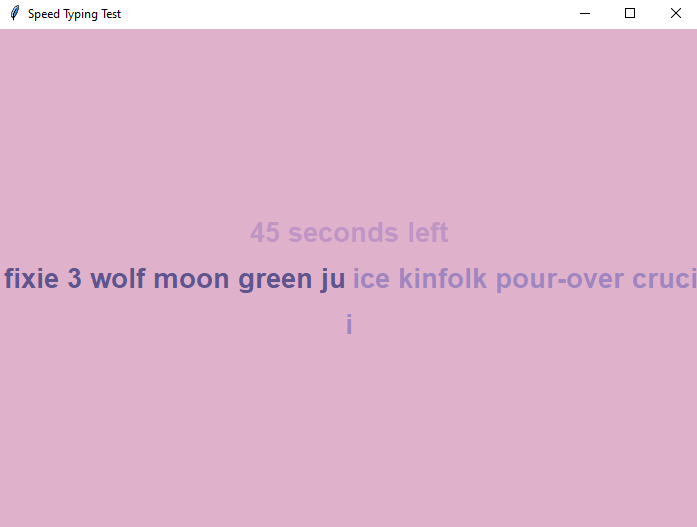 Speed Typing Test
45 seconds left
fixie 3 wolf moon green ju ice kinfolk pour-over cruci
i